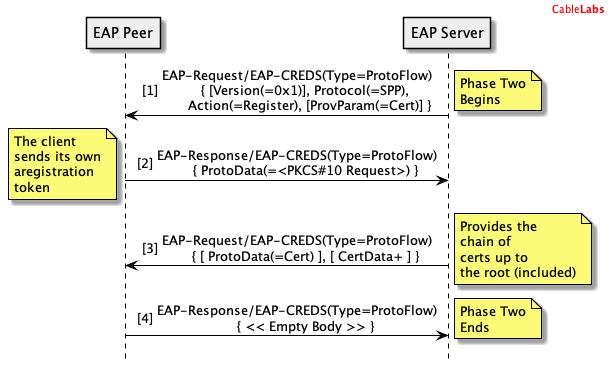 CableLabs
EAP Peer
EAP Server
EAP-Request/EAP-CREDS(Type=ProtoFlow)
[1]
{ [Version(=0x1)], Protocol(=SPP),
Action(=Register), [ProvParam(=Cert)] }
Phase Two
Begins
The client
sends its own
aregistration
token
[2]
EAP-Response/EAP-CREDS(Type=ProtoFlow)
{ ProtoData(=<PKCS#10 Request>) }
[3]
EAP-Request/EAP-CREDS(Type=ProtoFlow)
{ [ ProtoData(=Cert) ], [ CertData+ ] }
Provides the
chain of
certs up to
the root (included)
[4]
EAP-Response/EAP-CREDS(Type=ProtoFlow)
{ << Empty Body >> }
Phase Two
Ends